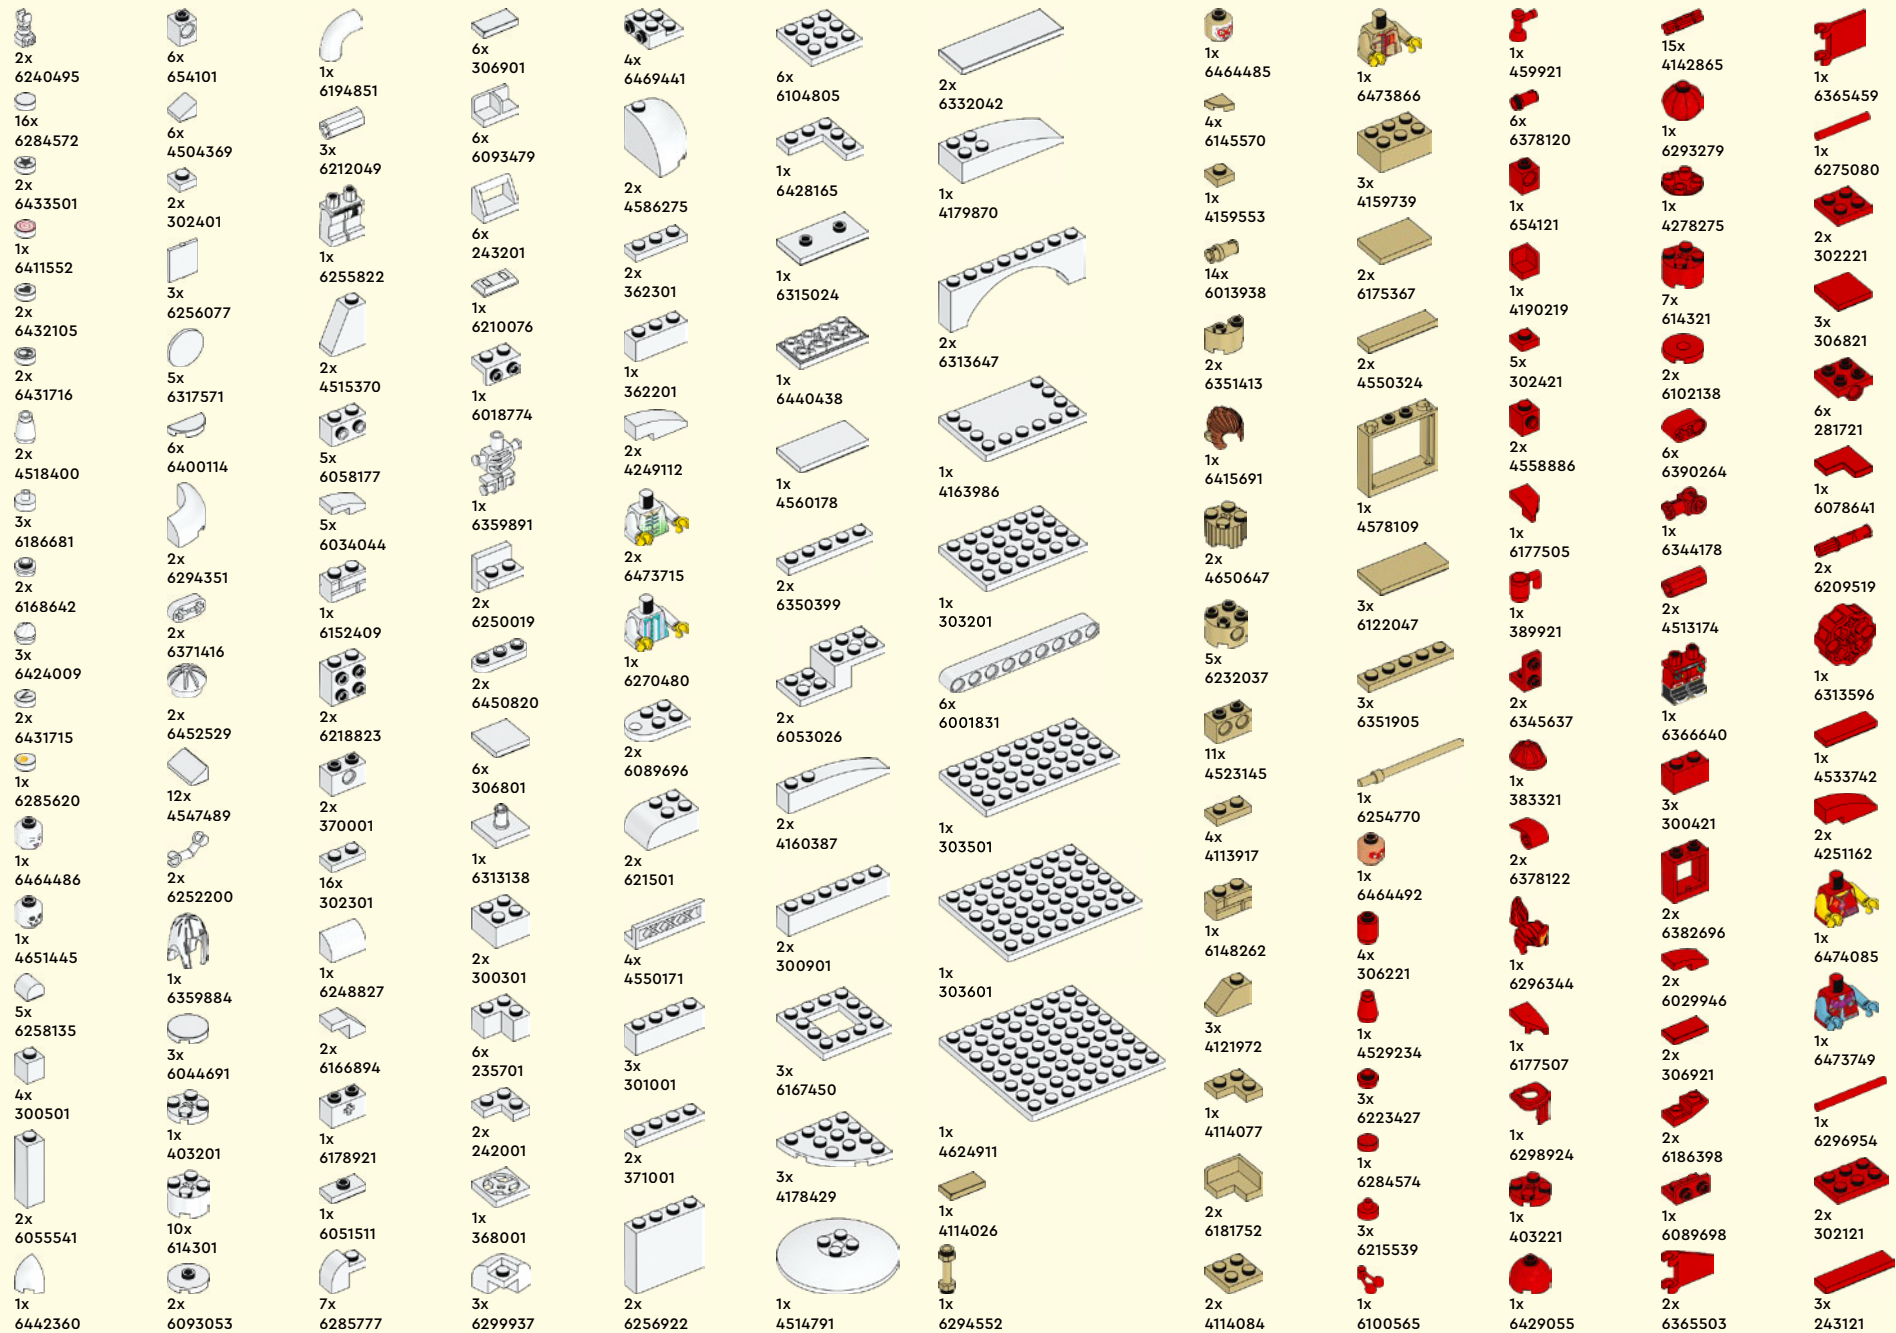 2x
6240495
16x
6284572
2x
6433501
1x
6411552
2x
6432105
2x
6431716
2x
4518400
3x
6186681
2x
6168642
3x
6424009
2x
6431715
1x
6285620
1x
6464486
1x
4651445
5x
6258135
4x
300501
2x
6055541
1x
6442360
6x
654101
6x
4504369
2x
302401
3x
6256077
5x
6317571
6x
6400114
2x
6294351
2x
6371416
2x
6452529
12x
4547489
2x
6252200
1x
6359884
3x
6044691
1x
403201
10x
614301
2x
6093053
1x
6194851
3x
6212049
1x
6255822
2x
4515370
5x
6058177
5x
6034044
1x
6152409
2x
6218823
2x
370001
16x
302301
1x
6248827
2x
6166894
1x
6178921
1x
6051511
7x
6285777
6x
306901
6x
6093479
6x
243201
1x
6210076
1x
6018774
1x
6359891
2x
6250019
2x
6450820
6x
306801
1x
6313138
2x
300301
6x
235701
2x
242001
1x
368001
3x
6299937
4x
6469441
2x
4586275
2x
362301
1x
362201
2x
4249112
2x
6473715
1x
6270480
2x
6089696
2x
621501
4x
4550171
3x
301001
2x
371001
2x
6256922
6x
6104805
1x
6428165
1x
6315024
1x
6440438
1x
4560178
2x
6350399
2x
6053026
2x
4160387
2x
300901
3x
6167450
3x
4178429
1x
4514791
2x
6332042
1x
4179870
2x
6313647
1x
4163986
1x
303201
6x
6001831
1x
303501
1x
303601
1x
4624911
1x
4114026
1x
6294552
1x
6464485
4x
6145570
1x
4159553
14x
6013938
2x
6351413
1x
6415691
2x
4650647
5x
6232037
11x
4523145
4x
4113917
1x
6148262
3x
4121972
1x
4114077
2x
6181752
2x
4114084
1x
6473866
3x
4159739
2x
6175367
2x
4550324
1x
4578109
3x
6122047
3x
6351905
1x
6254770
1x
6464492
4x
306221
1x
4529234
3x
6223427
1x
6284574
3x
6215539
1x
6100565
1x
459921
6x
6378120
1x
654121
1x
4190219
5x
302421
2x
4558886
1x
6177505
1x
389921
2x
6345637
1x
383321
2x
6378122
1x
6296344
1x
6177507
1x
6298924
1x
403221
1x
6429055
15x
4142865
1x
6293279
1x
4278275
7x
614321
2x
6102138
6x
6390264
1x
6344178
2x
4513174
1x
6366640
3x
300421
2x
6382696
2x
6029946
2x
306921
2x
6186398
1x
6089698
2x
6365503
1x
6365459
1x
6275080
2x
302221
3x
306821
6x
281721
1x
6078641
2x
6209519
1x
6313596
1x
4533742
2x
4251162
1x
6474085
1x
6473749
1x
6296954
2x
302121
3x
243121